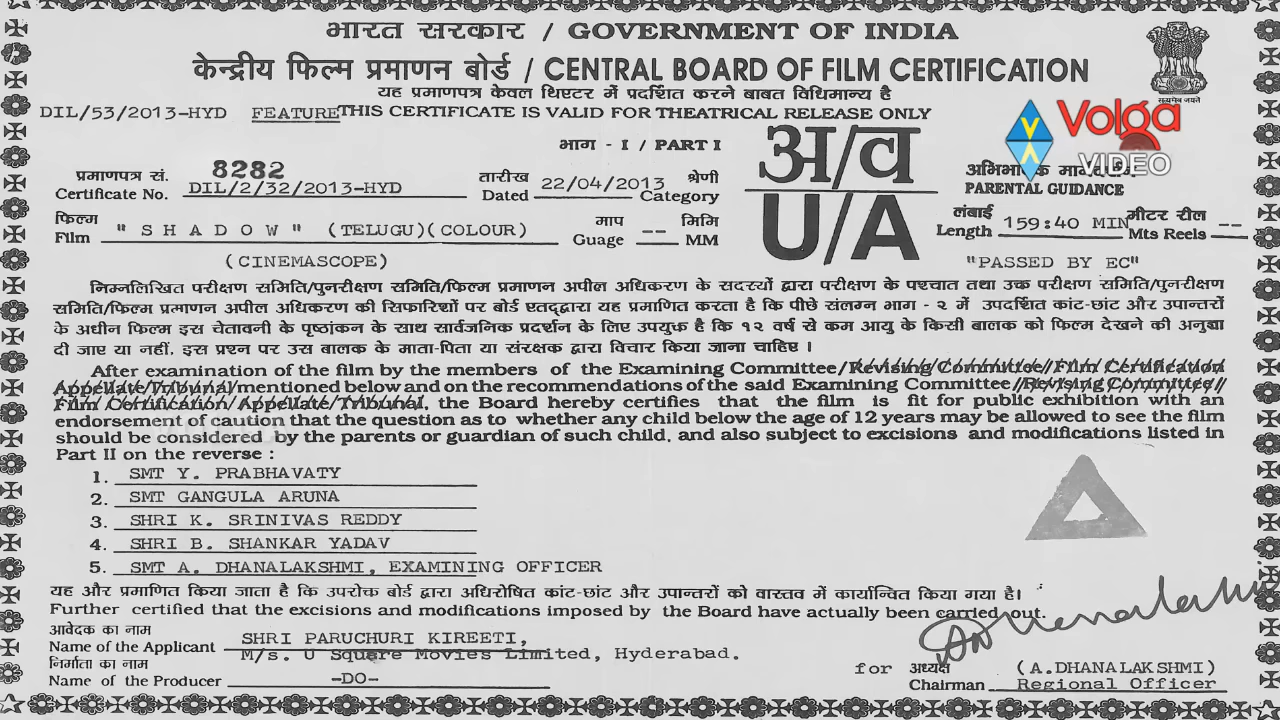 भारत सरकार / GOVERNMENT OF INDIA
केन्द्रीय फिल्म प्रमाणन बोर्ड / CENTRAL BOARD OF FILM CERTIFICATION
यह प्रमाणपत्र केवल थिएटर में प्रदर्शित करने बाबत विधिमान्य है
DIL/53/2013-HYD FEATURE THIS CERTIFICATE IS VALID FOR THEATRICAL RELEASE ONLY
सत्यमेव जयते
Volga
VIDEO
भाग - I / PART I
अ/व
U/A
प्रमाणपत्र सं. 8282 तारीख श्रेणी
Certificate No. DIL/2/32/2013-HYD Dated 22/04/2013 Category
PARENTAL GUIDANCE
फिल्म माप मिमि लंबाई मीटर रील
Film " S H A D O W " (TELUGU)(COLOUR) Guage -- MM Length 159:40 MIN Mts Reels --
(CINEMASCOPE) "PASSED BY EC"
निम्नलिखित परीक्षण समिति/पुनरीक्षण समिति/फिल्म प्रमाणन अपील अधिकरण के सदस्यों द्वारा परीक्षण के पश्चात तथा उक्त परीक्षण समिति/पुनरीक्षण
समिति/फिल्म प्रमाणन अपील अधिकरण की सिफारिशों पर बोर्ड एतद्द्वारा यह प्रमाणित करता है कि पीछे संलग्न भाग - २ में उपदर्शित कांट-छांट और उपान्तरों
के अधीन फिल्म इस चेतावनी के पृष्ठांकन के साथ सार्वजनिक प्रदर्शन के लिए उपयुक्त है कि १२ वर्ष से कम आयु के किसी बालक को फिल्म देखने की अनुज्ञा
दी जाए या नहीं, इस प्रश्न पर उस बालक के माता-पिता या संरक्षक द्वारा विचार किया जाना चाहिए ।
After examination of the film by the members of the Examining Committee/Revising/Committee/Film Certification
Appellate/Tribunal/mentioned below and on the recommendations of the said Examining Committee/Revising Committee/
Film Certification/Appellate/Tribunal, the Board hereby certifies that the film is fit for public exhibition with an
endorsement of caution that the question as to whether any child below the age of 12 years may be allowed to see the film
should be considered by the parents or guardian of such child, and also subject to excisions and modifications listed in
Part II on the reverse :
1. SMT Y. PRABHAVATY
2. SMT GANGULA ARUNA
3. SHRI K. SRINIVAS REDDY
4. SHRI B. SHANKAR YADAV
5. SMT A. DHANALAKSHMI, EXAMINING OFFICER
यह और प्रमाणित किया जाता है कि उपरोक्त बोर्ड द्वारा अधिरोषित कांट-छांट और उपान्तरों को वास्तव में कार्यान्वित किया गया है।
Further certified that the excisions and modifications imposed by the Board have actually been carried out.
आवेदक का नाम
Name of the Applicant SHRI PARUCHURI KIREETI,
M/s. U Square Movies Limited, Hyderabad.
निर्माता का नाम
Name of the Producer -DO-
for अध्यक्ष (A.DHANALAKSHMI)
Chairman Regional Officer